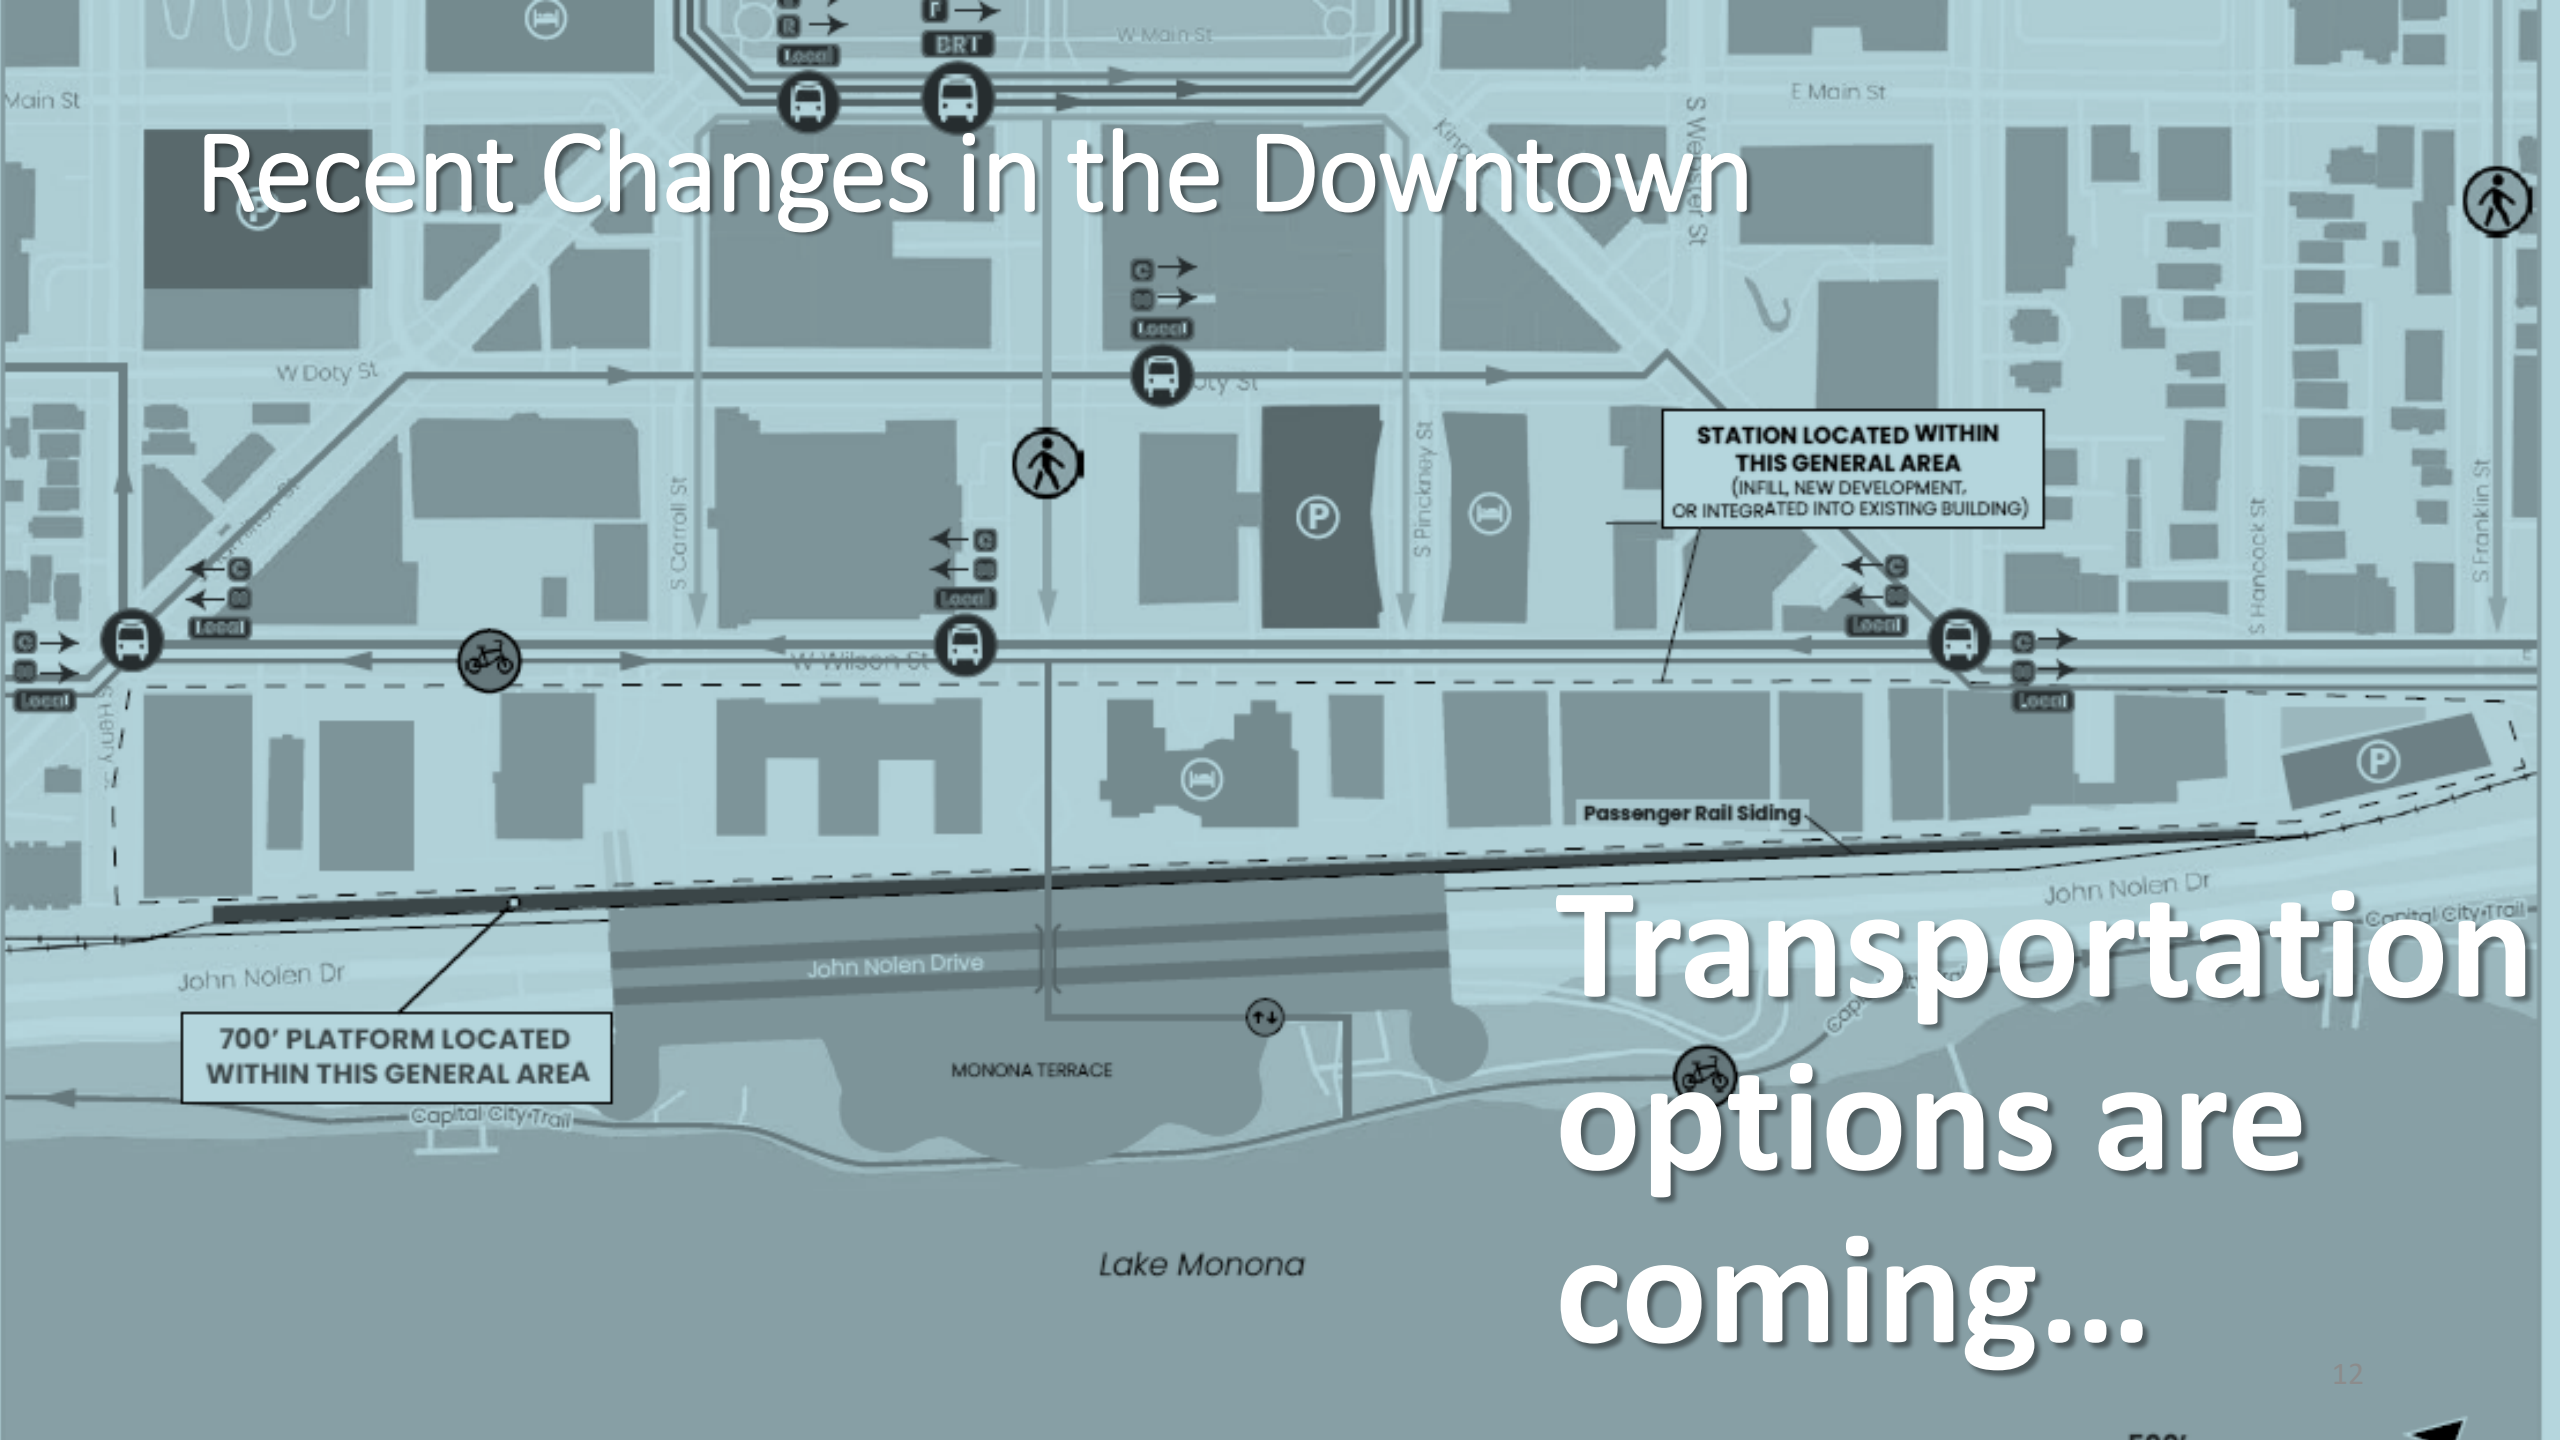 R
Local
BRT
W Main St
Main St
E Main St
Recent Changes in the Downtown
S Webster St
C
Local
W Doty St
STATION LOCATED WITHIN
THIS GENERAL AREA
(INFILL, NEW DEVELOPMENT,
OR INTEGRATED INTO EXISTING BUILDING)
P
S Pinckney St
S Carroll St
S Franklin St
S Hancock St
C
Local
C
Local
C
Local
C
Local
C
Local
W Wilson St
S Henry St
P
Passenger Rail Siding
John Nolen Dr
Capital City Trail
John Nolen Drive
John Nolen Dr
Transportation
options are
coming...
700’ PLATFORM LOCATED
WITHIN THIS GENERAL AREA
MONONA TERRACE
Capital City Trail
Lake Monona
12